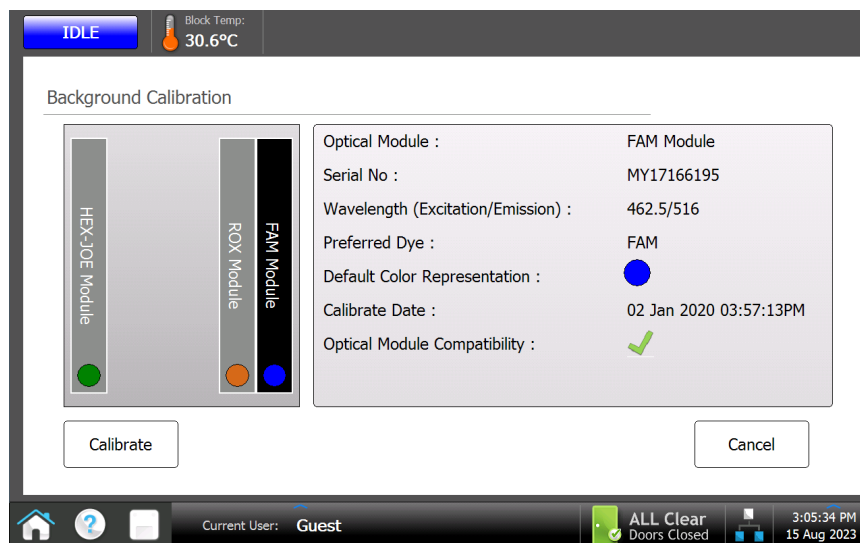 IDLE
Block Temp:
30.6°C
Background Calibration
HEX-JOE Module
ROX Module
FAM Module
Optical Module : FAM Module
Serial No : MY17166195
Wavelength (Excitation/Emission) : 462.5/516
Preferred Dye : FAM
Default Color Representation :
Calibrate Date : 02 Jan 2020 03:57:13PM
Optical Module Compatibility :
Calibrate
Cancel
?
Current User: Guest
ALL Clear
Doors Closed
3:05:34 PM
15 Aug 2023